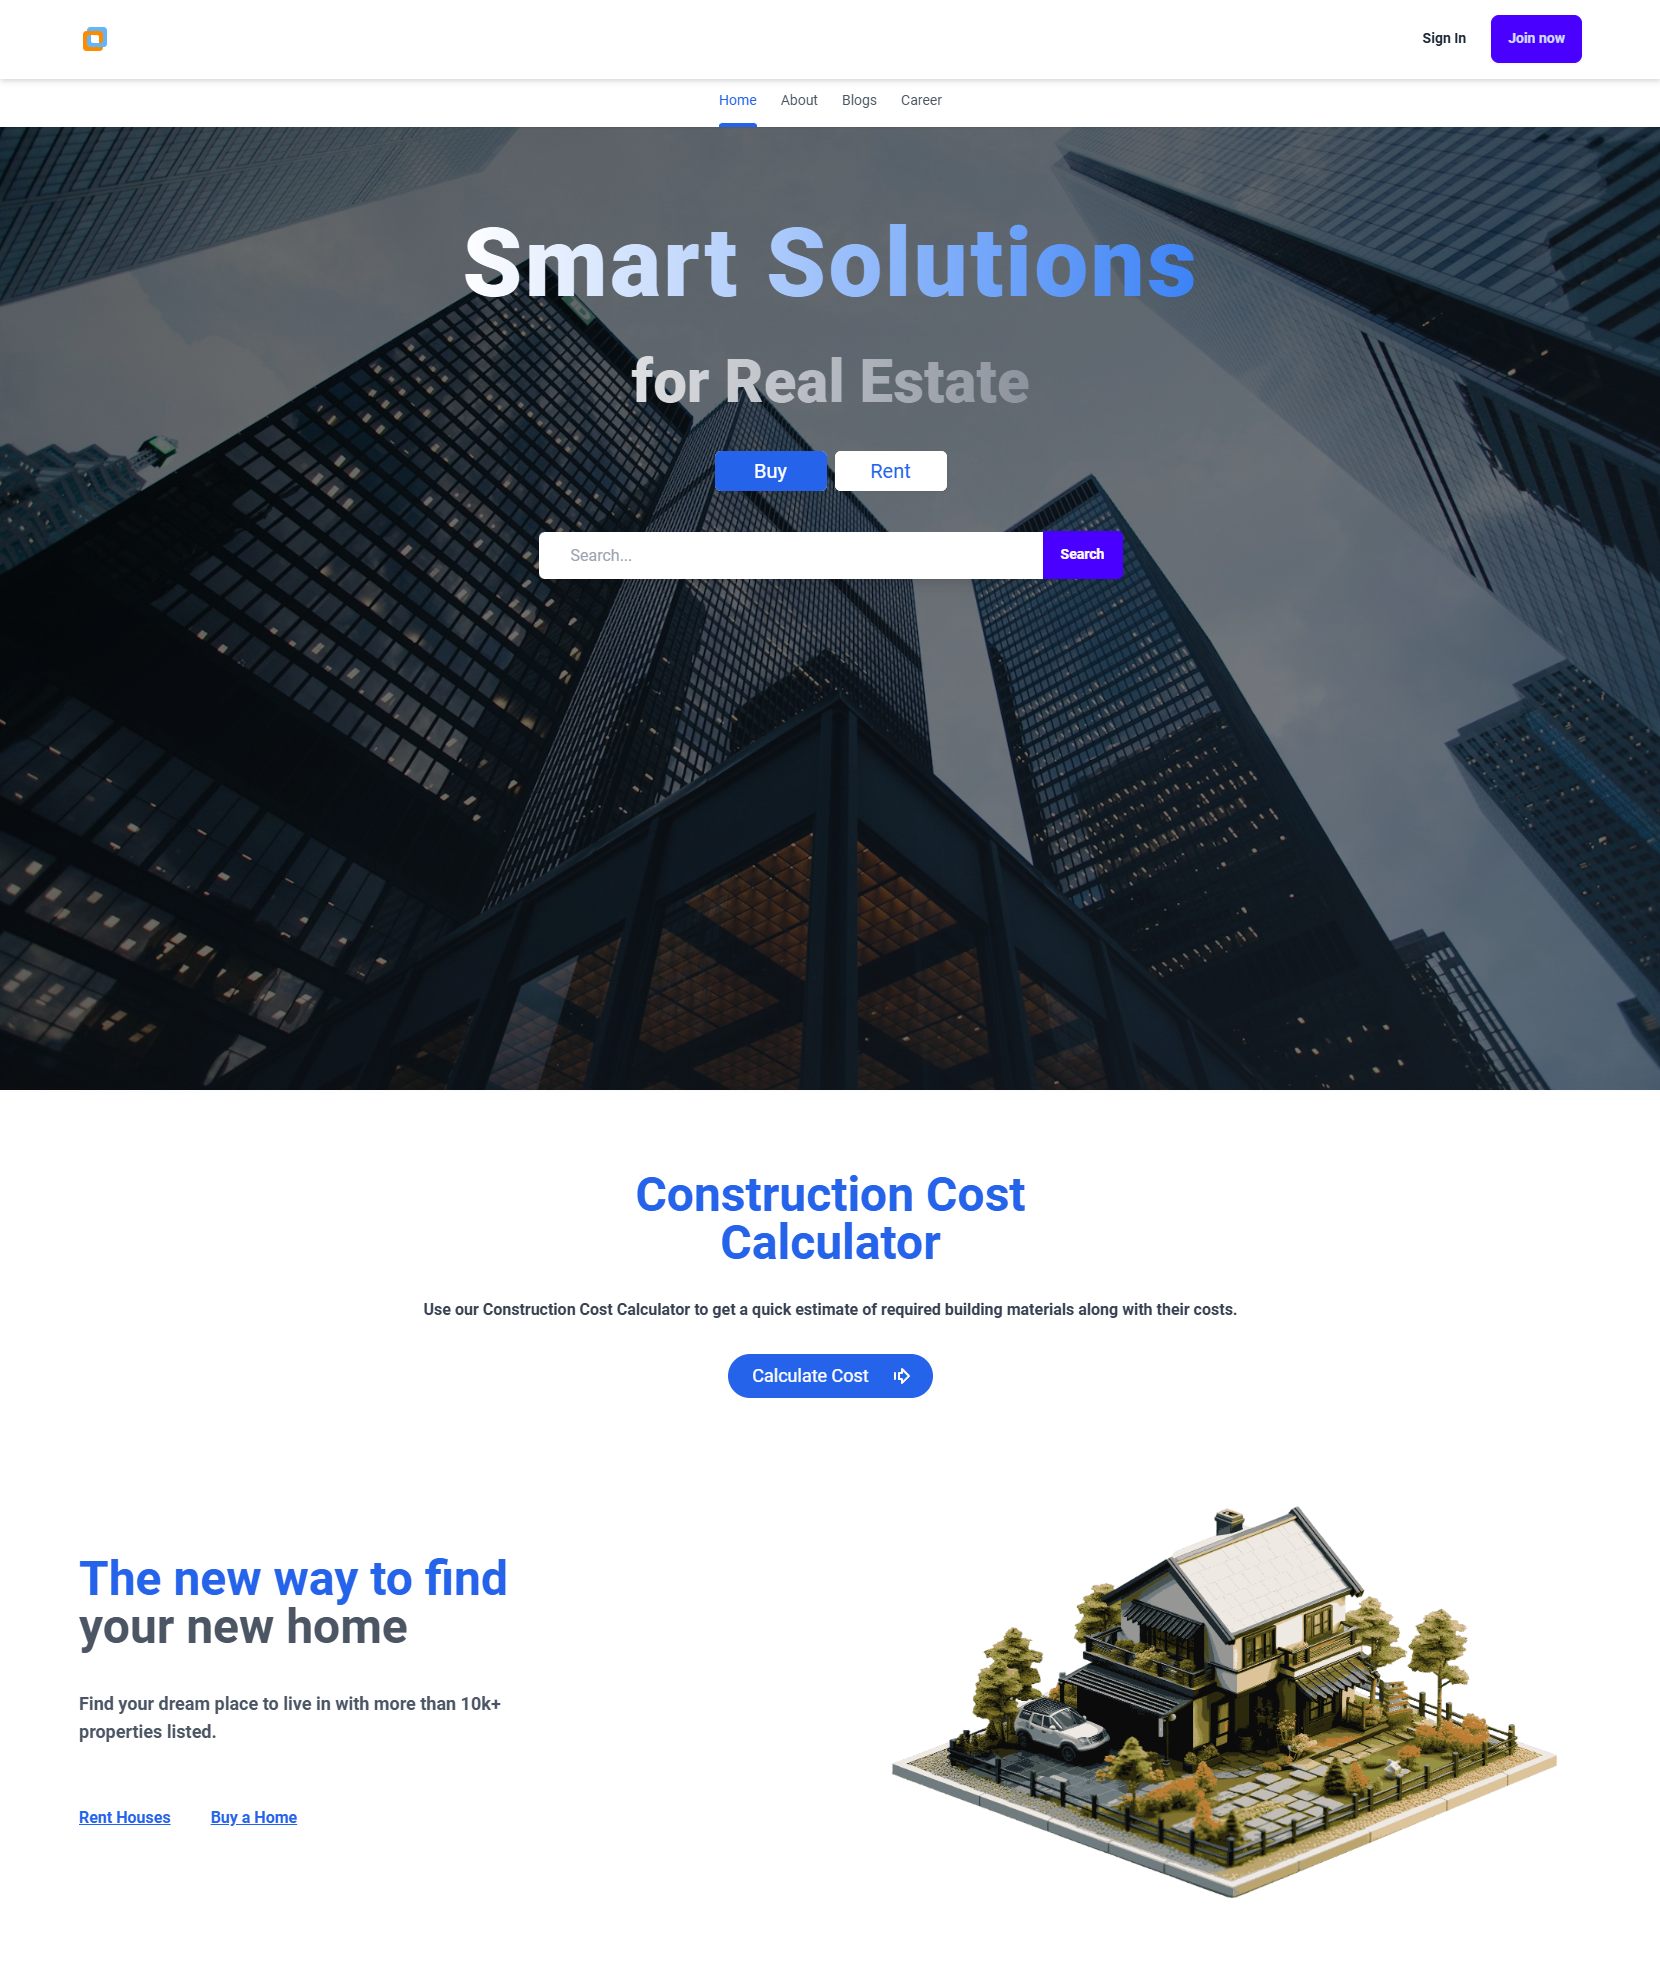 Sign In
Join now
Home
About
Blogs
Career
Smart Solutions
for Real Estate
Buy
Rent
Search...
Search
Construction Cost
Calculator
Use our Construction Cost Calculator to get a quick estimate of required building materials along with their costs.
Calculate Cost
The new way to find
your new home
Find your dream place to live in with more than 10k+
properties listed.
Rent Houses
Buy a Home